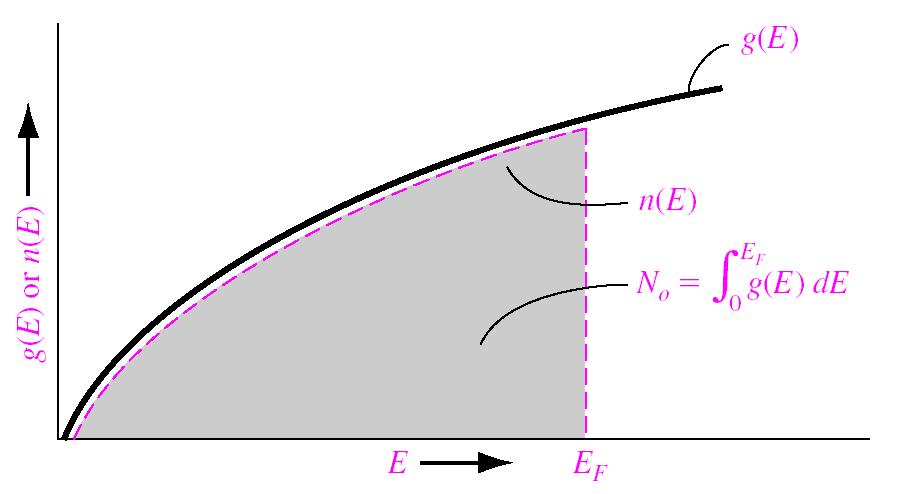 g(E)
g(E) or n(E)
n(E)
N_o = ∫_0^{E_F} g(E) dE
E
E_F